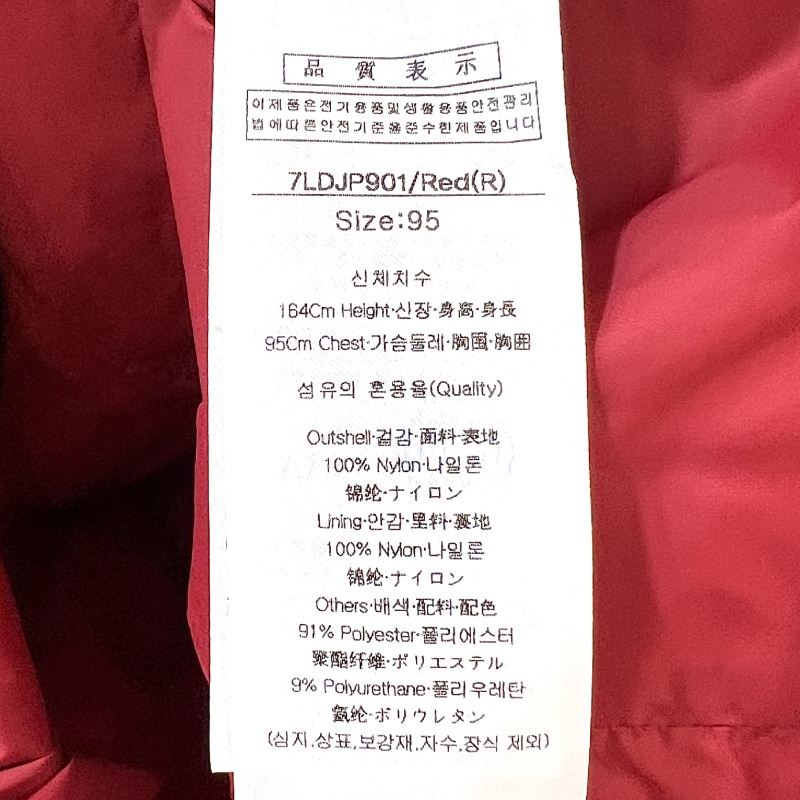 品 質 表 示
이제품은전기용품및생활용품안전관리
법에따른안전기준을준수한제품입니다
7LDJP901/Red(R)
Size:95
신체치수
164Cm Height·신장·身高·身長
95Cm Chest·가슴둘레·胸围·胸囲
섬유의 혼용율(Quality)
Outshell·겉감·面料·表地
100% Nylon·나일론
锦纶·ナイロン
Lining·안감·里料·裏地
100% Nylon·나일론
锦纶·ナイロン
Others·배색·配料·配色
91% Polyester·폴리에스터
聚酯纤维·ポリエステル
9% Polyurethane·폴리우레탄
氨纶·ポリウレタン
(심지,상표,보강재,자수,장식 제외)